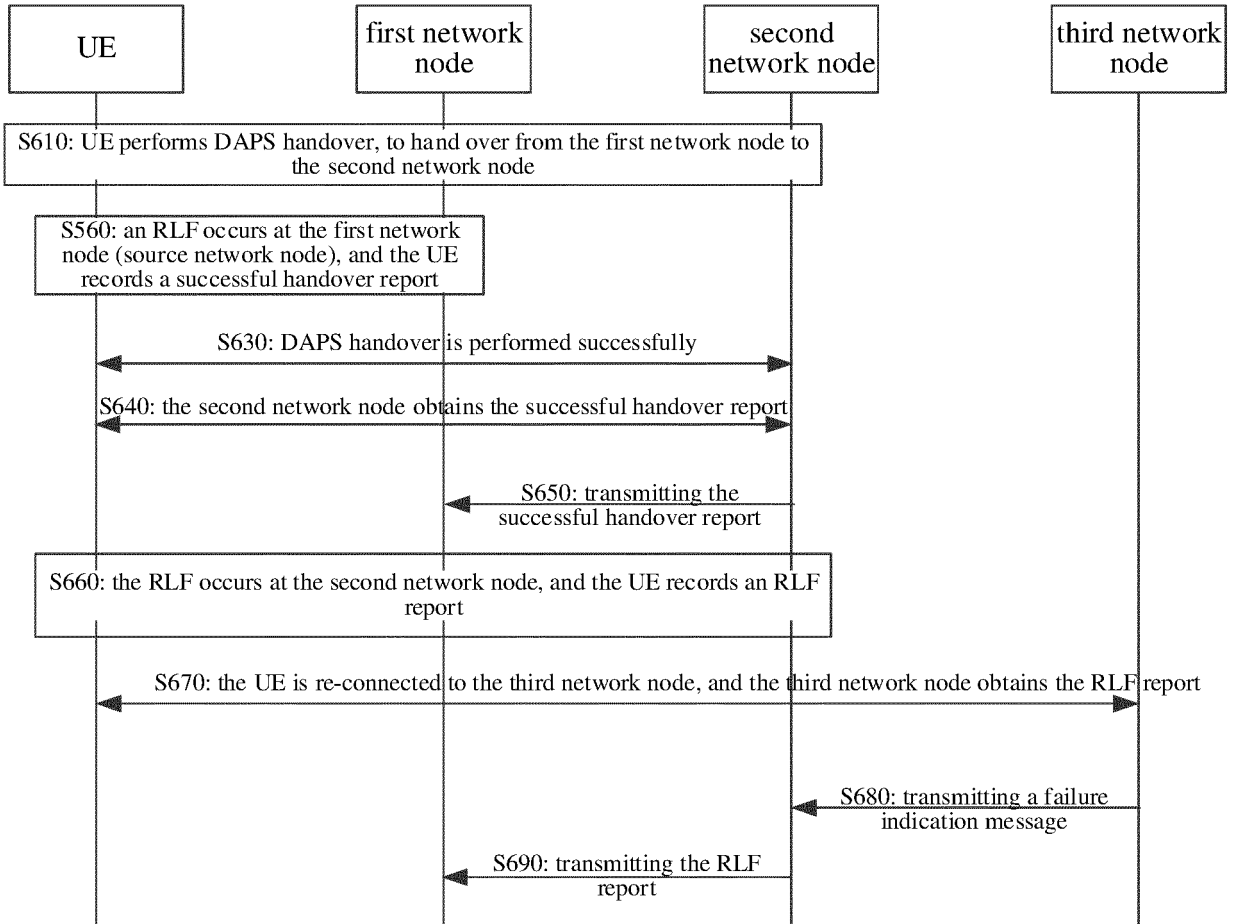 UE
first network
node
second
network node
third network
node
S610: UE performs DAPS handover, to hand over from the first network node to
the second network node
S560: an RLF occurs at the first network
node (source network node), and the UE
records a successful handover report
S630: DAPS handover is performed successfully
S640: the second network node obtains the successful handover report
S650: transmitting the
successful handover report
S660: the RLF occurs at the second network node, and the UE records an RLF
report
S670: the UE is re-connected to the third network node, and the third network node obtains the RLF report
S680: transmitting a failure
indication message
S690: transmitting the RLF
report